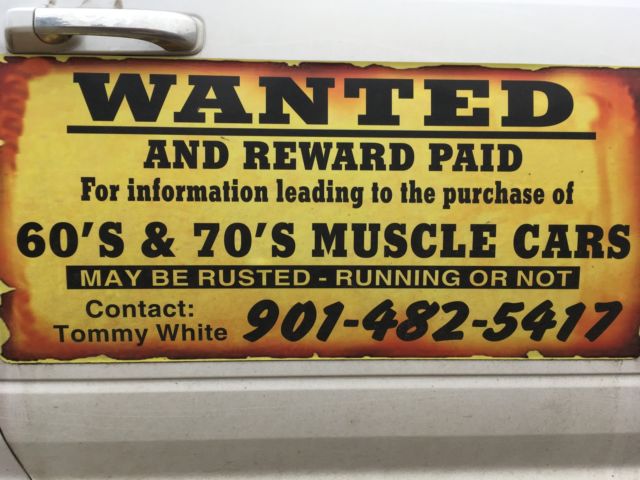 WANTED
AND REWARD PAID
For information leading to the purchase of
60'S & 70'S MUSCLE CARS
MAY BE RUSTED - RUNNING OR NOT
Contact:
Tommy White 901-482-5417